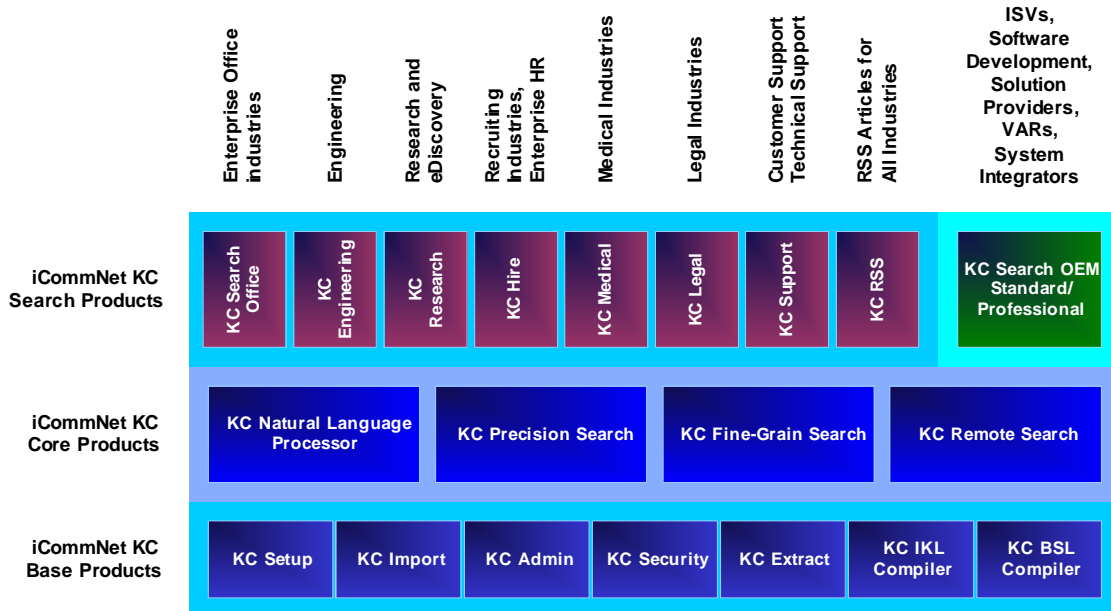 Enterprise Office
industries
Engineering
Research and
eDiscovery
Recruiting
Industries,
Enterprise HR
Medical Industries
Legal Industries
Customer Support
Technical Support
RSS Articles for
All Industries
ISVs,
Software
Development,
Solution
Providers,
VARs,
System
Integrators
iCommNet KC
Search Products
KC Search
Office
KC
Engineering
KC
Research
KC Hire
KC Medical
KC Legal
KC Support
KC RSS
KC Search OEM
Standard/
Professional
iCommNet KC
Core Products
KC Natural Language
Processor
KC Precision Search
KC Fine-Grain Search
KC Remote Search
iCommNet KC
Base Products
KC Setup
KC Import
KC Admin
KC Security
KC Extract
KC IKL
Compiler
KC BSL
Compiler